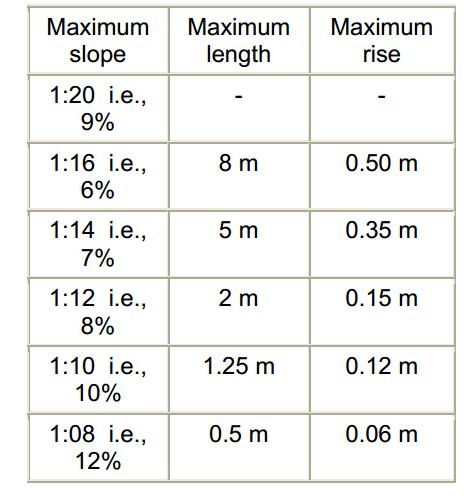 Maximum slope	Maximum length	Maximum rise
1:20 i.e., 9%	-	-
1:16 i.e., 6%	8 m	0.50 m
1:14 i.e., 7%	5 m	0.35 m
1:12 i.e., 8%	2 m	0.15 m
1:10 i.e., 10%	1.25 m	0.12 m
1:08 i.e., 12%	0.5 m	0.06 m